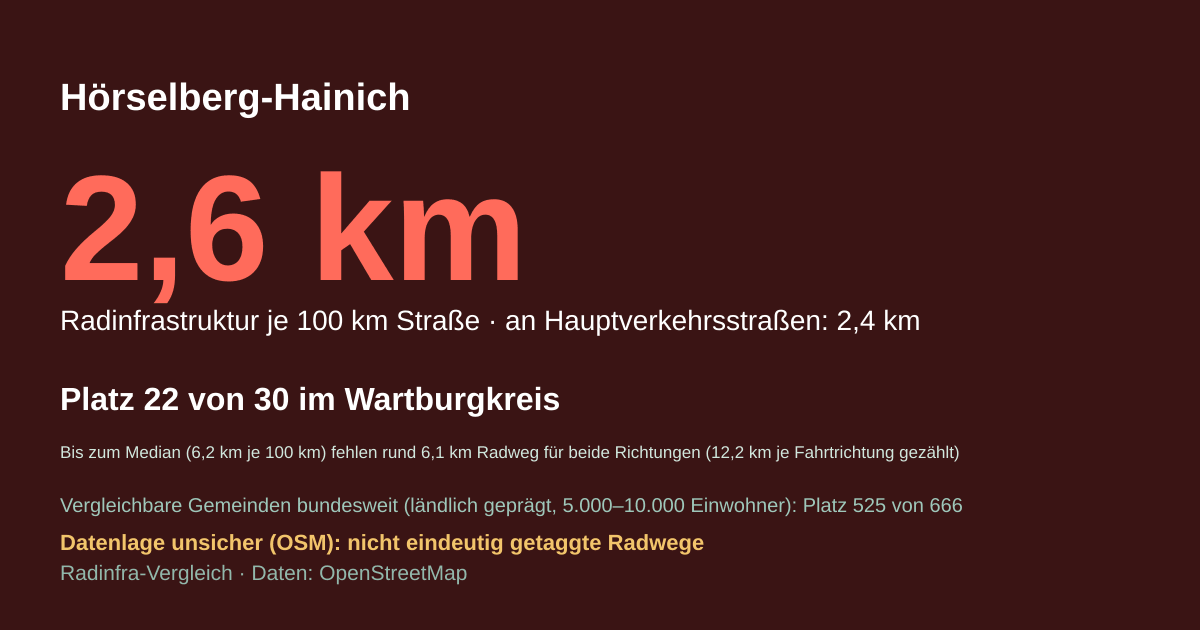 Hörselberg-Hainich
2,6 km
Radinfrastruktur je 100 km Straße · an Hauptverkehrsstraßen: 2,4 km
Platz 22 von 30 im Wartburgkreis
Bis zum Median (6,2 km je 100 km) fehlen rund 6,1 km Radweg für beide Richtungen (12,2 km je Fahrtrichtung gezählt)
Vergleichbare Gemeinden bundesweit (ländlich geprägt, 5.000–10.000 Einwohner): Platz 525 von 666
Datenlage unsicher (OSM): nicht eindeutig getaggte Radwege
Radinfra-Vergleich · Daten: OpenStreetMap